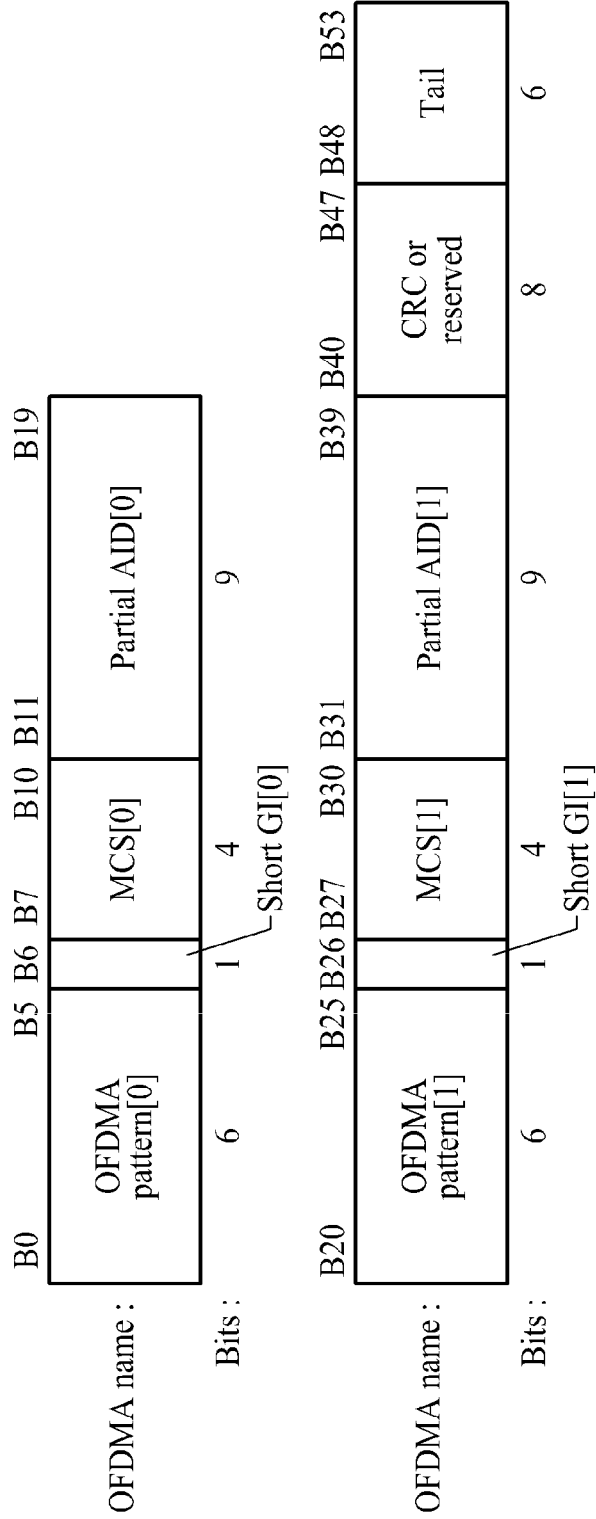 B0 B5 B6 B7 B10 B11 B19
OFDMA name :
OFDMA
pattern[0]
MCS[0]
Partial AID[0]
Bits :
6 1 4 9
Short GI[0]
B20 B25 B26 B27 B30 B31 B39 B40 B47 B48 B53
OFDMA name :
OFDMA
pattern[1]
MCS[1]
Partial AID[1]
CRC or
reserved
Tail
Bits :
6 1 4 9 8 6
Short GI[1]